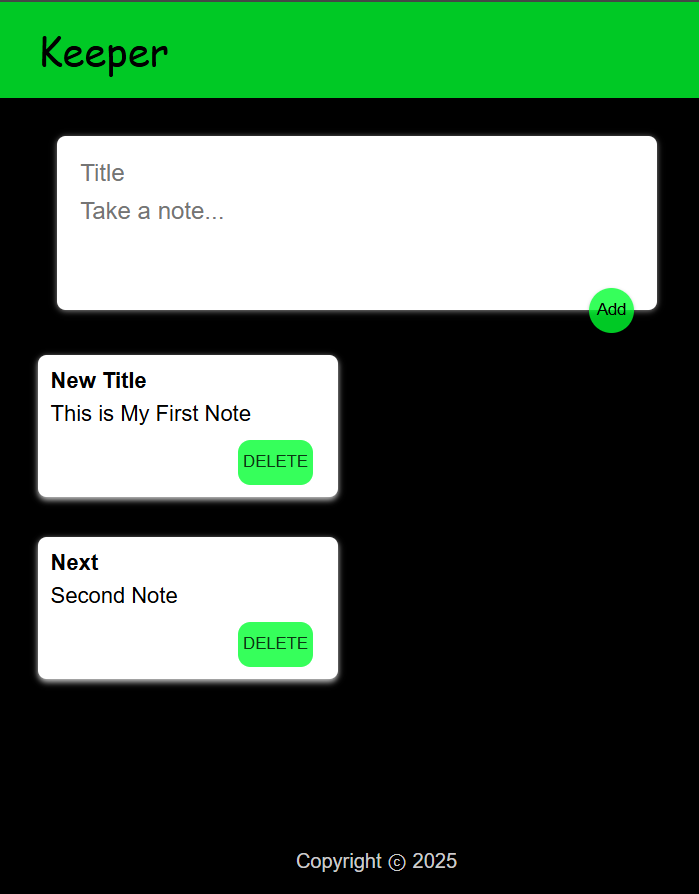 Keeper
Title
Take a note...
Add
New Title
This is My First Note
DELETE
Next
Second Note
DELETE
Copyright ⓒ 2025